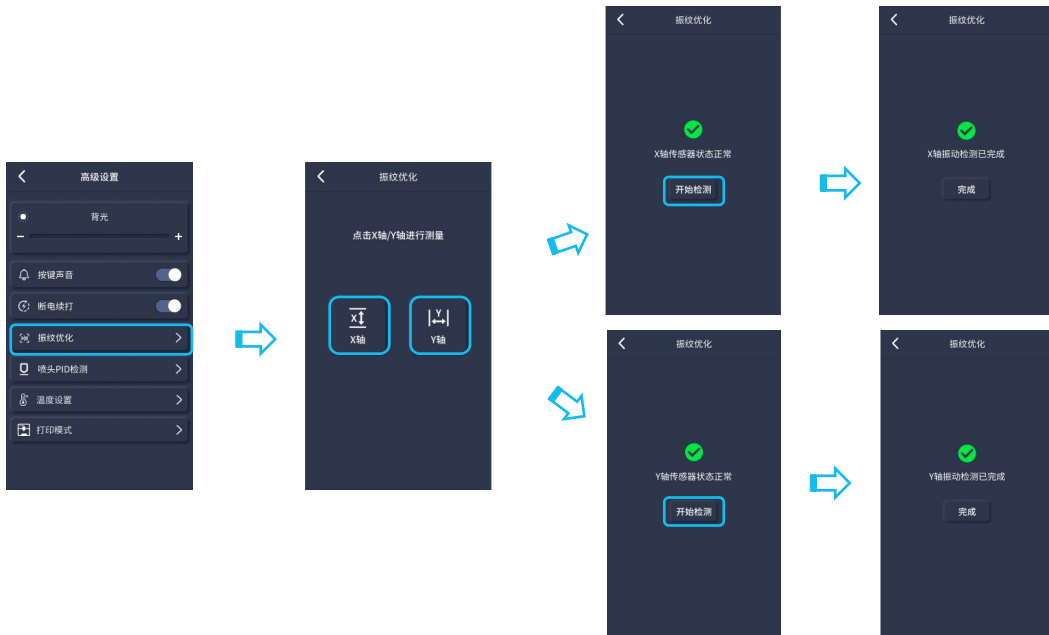 高级设置
背光
- +
按键声音
断电续打
振纹优化
喷头PID检测
温度设置
打印模式
振纹优化
点击X轴/Y轴进行测量
X
X轴
Y
Y轴
振纹优化
X轴传感器状态正常
开始检测
振纹优化
X轴振动检测已完成
完成
振纹优化
Y轴传感器状态正常
开始检测
振纹优化
Y轴振动检测已完成
完成